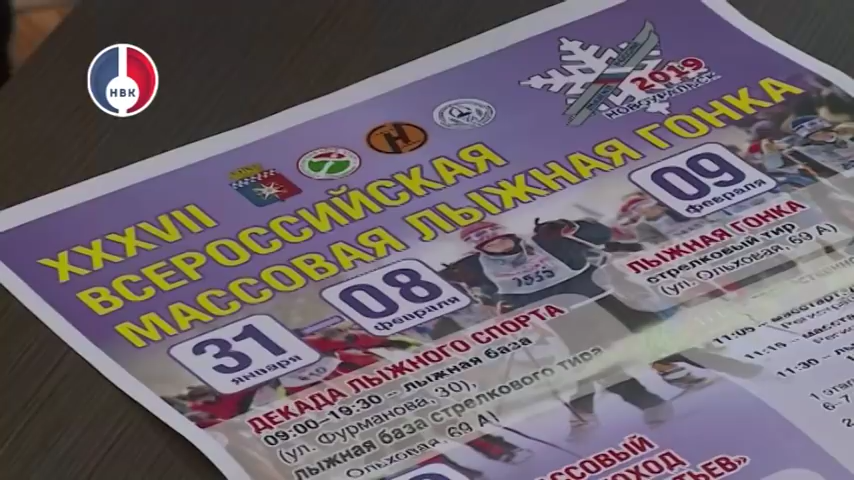 НВК
2019
НОВОУРАЛЬСК
XXXVII
ВСЕРОССИЙСКАЯ
МАССОВАЯ ЛЫЖНАЯ ГОНКА
31
января
08
февраля
09
февраля
ЛЫЖНАЯ ГОНКА
стрелковый тир
(ул. Ольховая, 69 А)
ДЕКАДА ЛЫЖНОГО СПОРТА
09:00–19:30 – лыжная база
(ул. Фурманова, 30),
лыжная база стрелкового тира
Ольховая, 69 А)